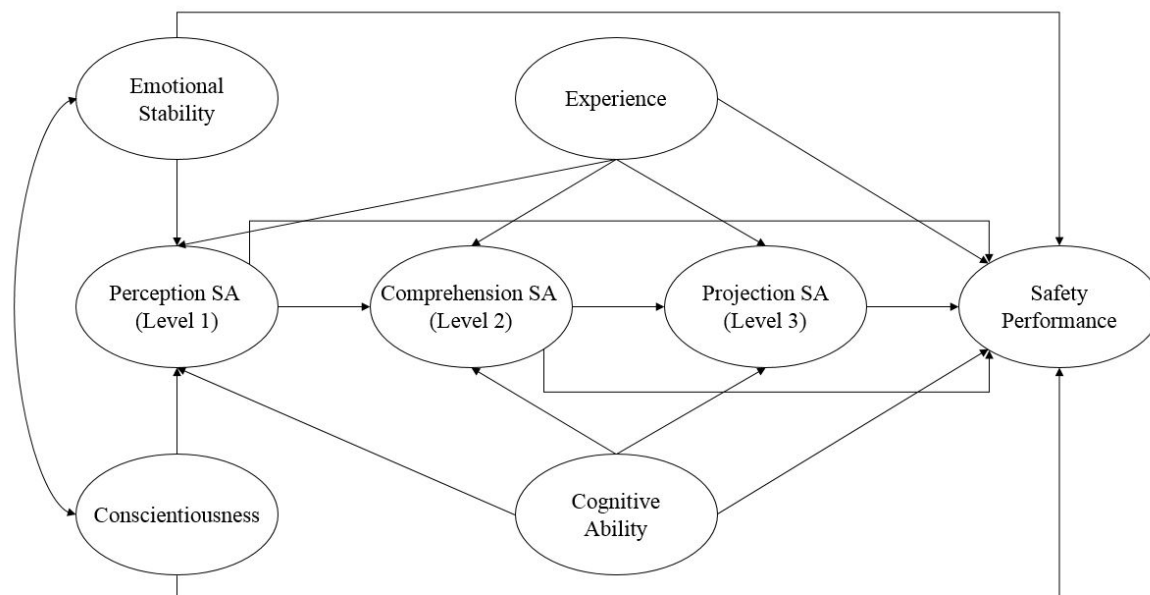 Emotional
Stability
Experience
Perception SA
(Level 1)
Comprehension SA
(Level 2)
Projection SA
(Level 3)
Safety
Performance
Conscientiousness
Cognitive
Ability